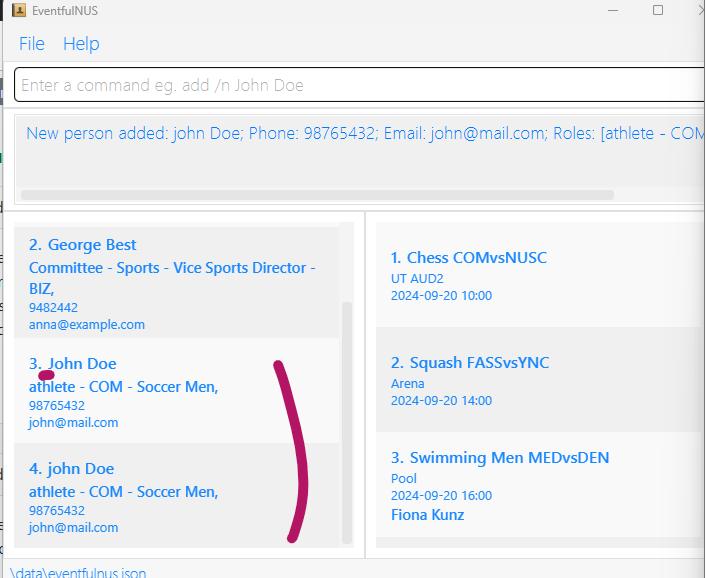 EventfulNUS
File Help
Enter a command eg. add /n John Doe
New person added: john Doe; Phone: 98765432; Email: john@mail.com; Roles: [athlete - COM
2. George Best
Committee - Sports - Vice Sports Director -
BIZ,
9482442
anna@example.com
3. John Doe
athlete - COM - Soccer Men,
98765432
john@mail.com
4. john Doe
athlete - COM - Soccer Men,
98765432
john@mail.com
1. Chess COMvsNUSC
UT AUD2
2024-09-20 10:00
2. Squash FASSvsYNC
Arena
2024-09-20 14:00
3. Swimming Men MEDvsDEN
Pool
2024-09-20 16:00
Fiona Kunz
\data\eventfulnus.json